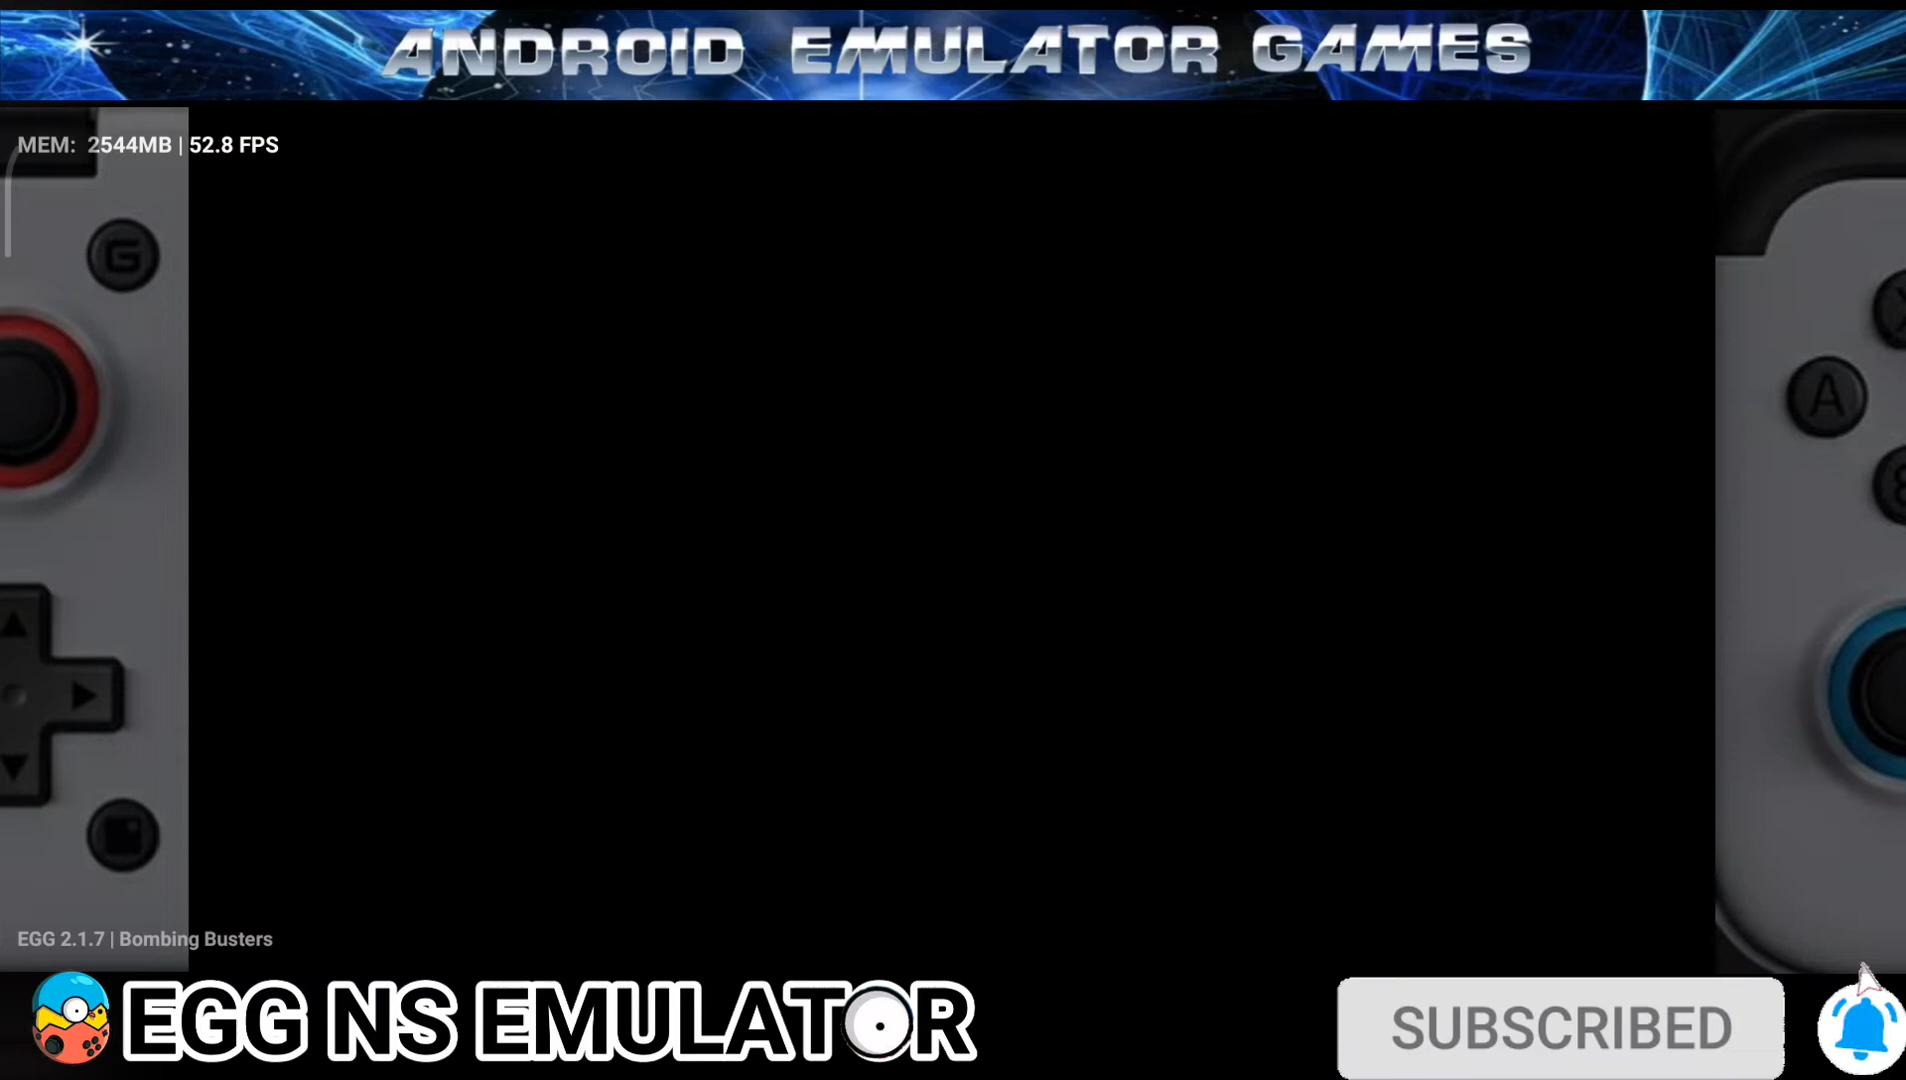 ANDROID EMULATOR GAMES
MEM: 2544MB | 52.8 FPS
G
X
A
EGG 2.1.7 | Bombing Busters
EGG NS EMULATOR
SUBSCRIBED